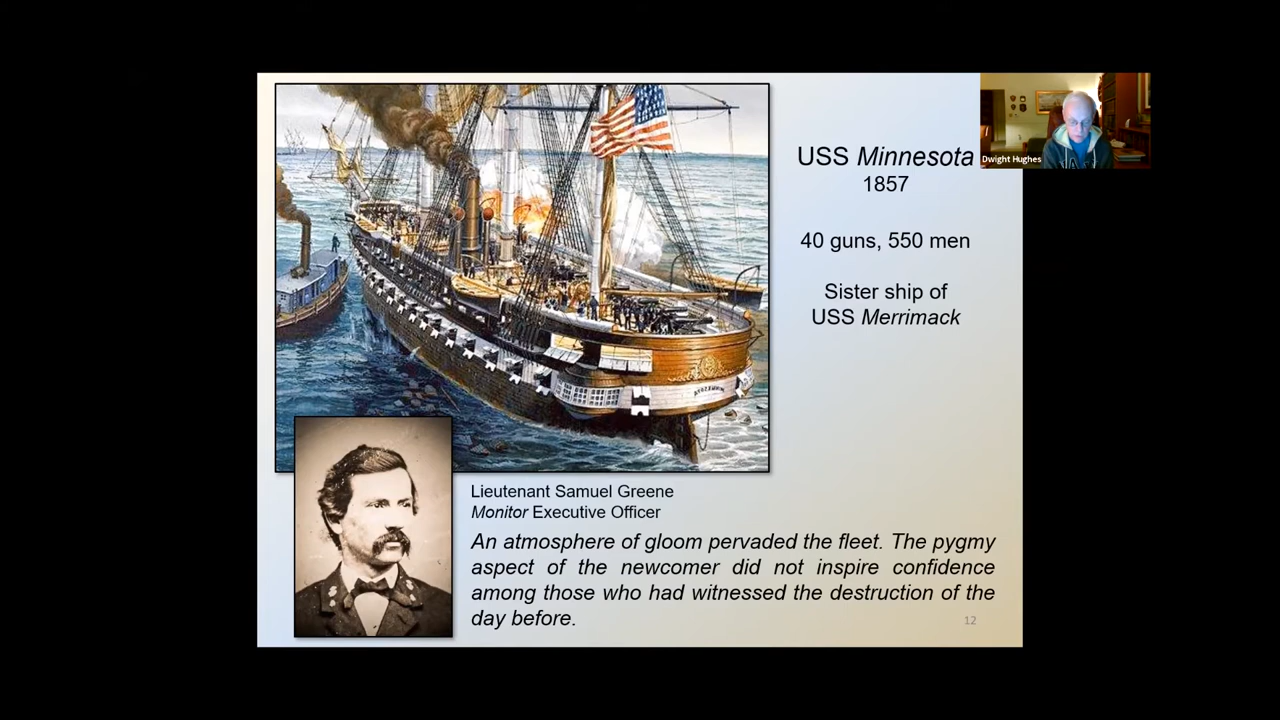 USS Minnesota
1857
40 guns, 550 men
Sister ship of
USS Merrimack
Dwight Hughes
MINNESOTA
Lieutenant Samuel Greene
Monitor Executive Officer
An atmosphere of gloom pervaded the fleet. The pygmy
aspect of the newcomer did not inspire confidence
among those who had witnessed the destruction of the
day before.
12